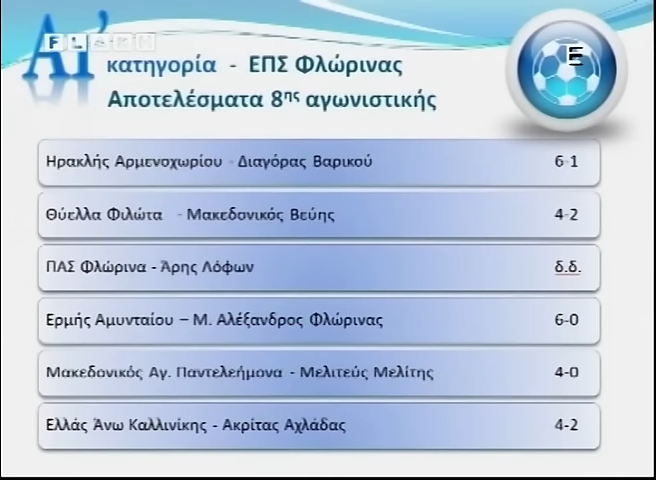 Αι κατηγορία - ΕΠΣ Φλώρινας
Αποτελέσματα 8ης αγωνιστικής
Ε
Ηρακλής Αρμενοχωρίου - Διαγόρας Βαρικού 6-1
Θύελλα Φιλώτα - Μακεδονικός Βεύης 4-2
ΠΑΣ Φλώρινα - Άρης Λόφων δ.δ.
Ερμής Αμυνταίου – Μ. Αλέξανδρος Φλώρινας 6-0
Μακεδονικός Αγ. Παντελεήμονα - Μελιτεύς Μελίτης 4-0
Ελλάς Άνω Καλλινίκης - Ακρίτας Αχλάδας 4-2